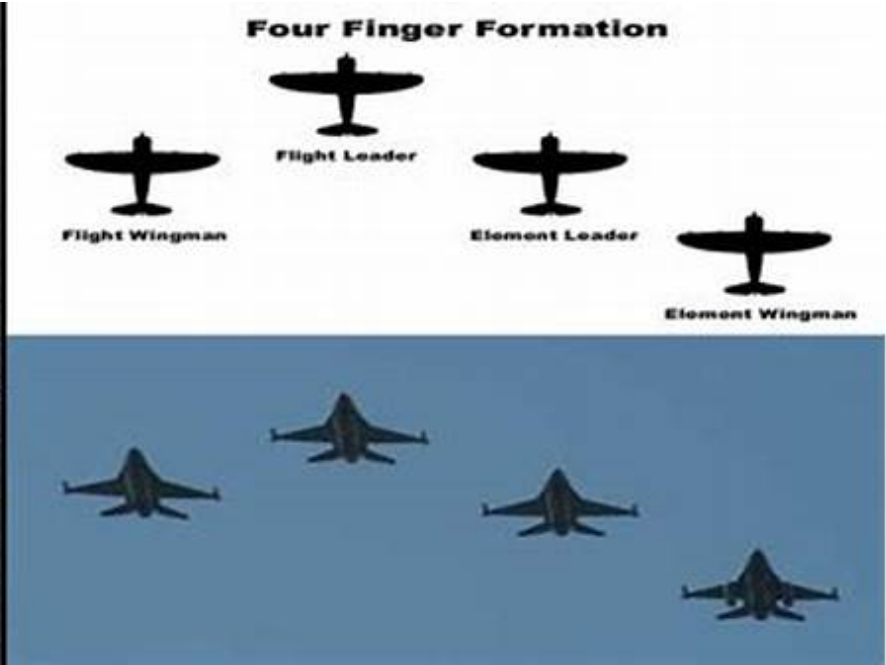 Four Finger Formation
Flight Leader
Flight Wingman
Element Leader
Element Wingman